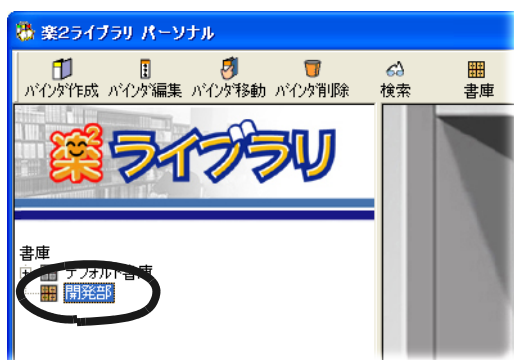 楽2ライブラリ パーソナル
バインダ作成 バインダ編集 バインダ移動 バインダ削除 検索 書庫
楽2ライブラリ
書庫
デフォルト書庫
開発部